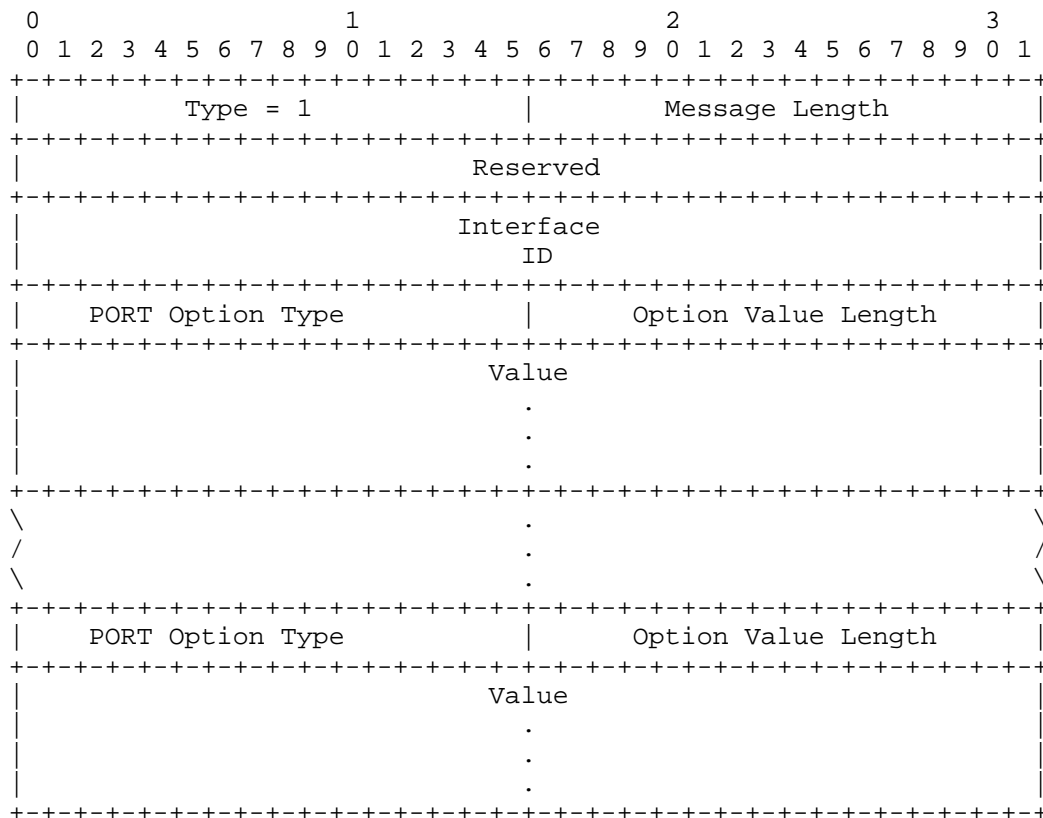 0                   1                   2                   3
 0 1 2 3 4 5 6 7 8 9 0 1 2 3 4 5 6 7 8 9 0 1 2 3 4 5 6 7 8 9 0 1
+-+-+-+-+-+-+-+-+-+-+-+-+-+-+-+-+-+-+-+-+-+-+-+-+-+-+-+-+-+-+-+-+
|          Type = 1             |        Message Length         |
+-+-+-+-+-+-+-+-+-+-+-+-+-+-+-+-+-+-+-+-+-+-+-+-+-+-+-+-+-+-+-+-+
|                            Reserved                           |
+-+-+-+-+-+-+-+-+-+-+-+-+-+-+-+-+-+-+-+-+-+-+-+-+-+-+-+-+-+-+-+-+
|                           Interface                           |
|                               ID                              |
+-+-+-+-+-+-+-+-+-+-+-+-+-+-+-+-+-+-+-+-+-+-+-+-+-+-+-+-+-+-+-+-+
|    PORT Option Type           |      Option Value Length      |
+-+-+-+-+-+-+-+-+-+-+-+-+-+-+-+-+-+-+-+-+-+-+-+-+-+-+-+-+-+-+-+-+
|                             Value                             |
|                               .                               |
|                               .                               |
|                               .                               |
+-+-+-+-+-+-+-+-+-+-+-+-+-+-+-+-+-+-+-+-+-+-+-+-+-+-+-+-+-+-+-+-+
\                               .                               \
/                               .                               /
\                               .                               \
+-+-+-+-+-+-+-+-+-+-+-+-+-+-+-+-+-+-+-+-+-+-+-+-+-+-+-+-+-+-+-+-+
|    PORT Option Type           |      Option Value Length      |
+-+-+-+-+-+-+-+-+-+-+-+-+-+-+-+-+-+-+-+-+-+-+-+-+-+-+-+-+-+-+-+-+
|                             Value                             |
|                               .                               |
|                               .                               |
|                               .                               |
+-+-+-+-+-+-+-+-+-+-+-+-+-+-+-+-+-+-+-+-+-+-+-+-+-+-+-+-+-+-+-+-+